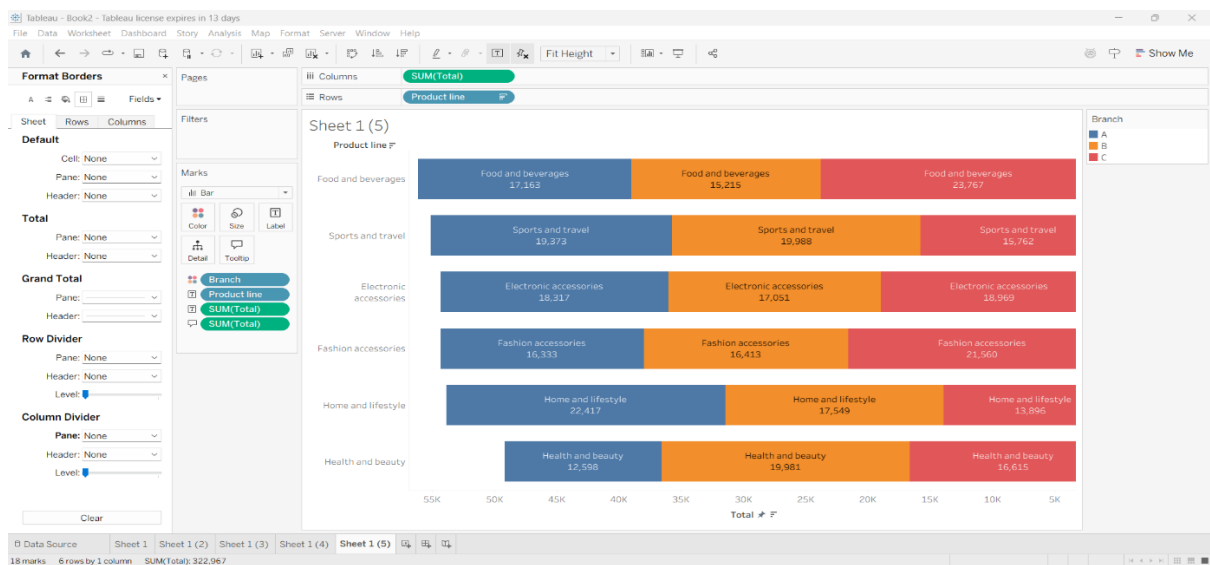 Tableau - Book2 - Tableau license expires in 13 days
File Data Worksheet Dashboard Story Analysis Map Format Server Window Help
Fit Height
Show Me
Format Borders
Fields
Sheet Rows Columns
Default
Cell: None
Pane: None
Header: None
Total
Pane: None
Header: None
Grand Total
Pane:
Header:
Row Divider
Pane: None
Header: None
Level:
Column Divider
Pane: None
Header: None
Level:
Clear
Pages
Filters
Marks
Bar
Color Size Label
Detail Tooltip
Branch
Product line
SUM(Total)
SUM(Total)
Columns SUM(Total)
Rows Product line
Sheet 1 (5)
Product line
Food and beverages
Food and beverages
17,163
Food and beverages
15,215
Food and beverages
23,767
Sports and travel
Sports and travel
19,373
Sports and travel
19,988
Sports and travel
15,762
Electronic
accessories
Electronic accessories
18,317
Electronic accessories
17,051
Electronic accessories
18,969
Fashion accessories
Fashion accessories
16,333
Fashion accessories
16,413
Fashion accessories
21,560
Home and lifestyle
Home and lifestyle
22,417
Home and lifestyle
17,549
Home and lifestyle
13,896
Health and beauty
Health and beauty
12,598
Health and beauty
19,981
Health and beauty
16,615
55K 50K 45K 40K 35K 30K 25K 20K 15K 10K 5K
Total
Branch
A
B
C
Data Source Sheet 1 Sheet 1 (2) Sheet 1 (3) Sheet 1 (4) Sheet 1 (5)
18 marks 6 rows by 1 column SUM(Total): 322,967